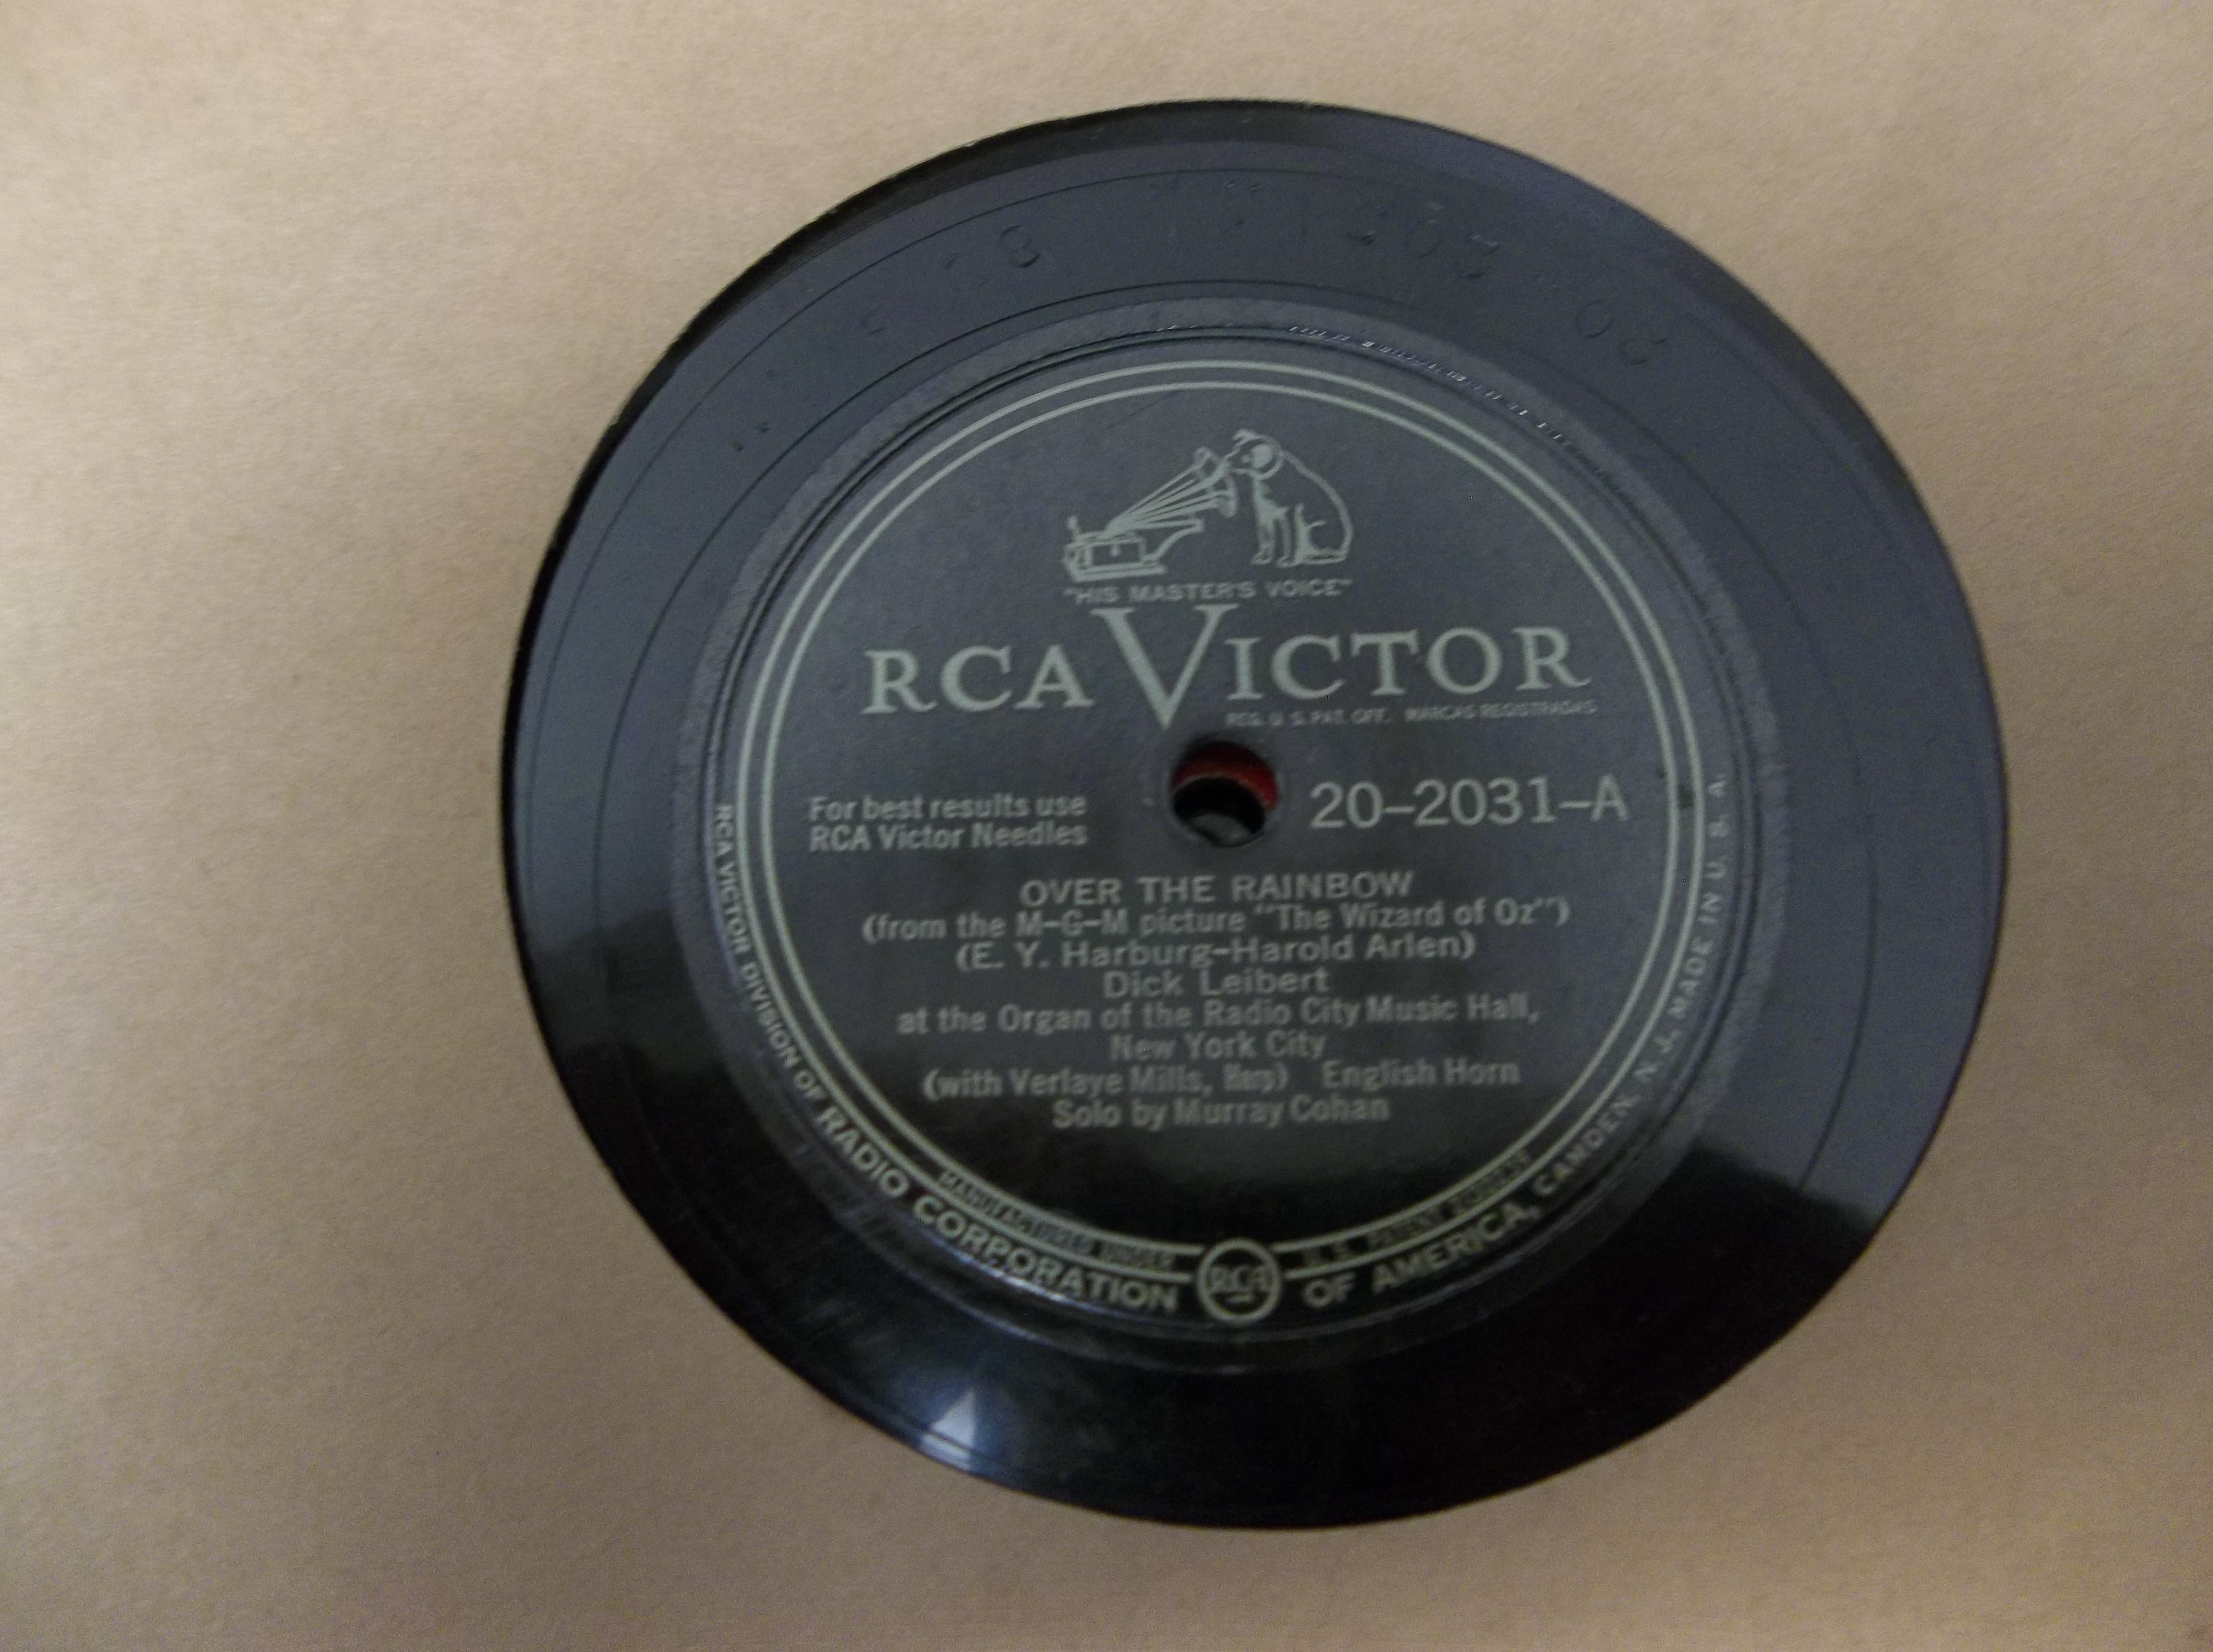 "HIS MASTER'S VOICE"
RCA VICTOR
REG. U. S. PAT. OFF. MARCAS REGISTRADAS
For best results use
RCA Victor Needles
20-2031-A
OVER THE RAINBOW
(from the M-G-M picture "The Wizard of Oz")
(E. Y. Harburg-Harold Arlen)
Dick Leibert
at the Organ of the Radio City Music Hall,
New York City
(with Verlaye Mills, Harp) English Horn
Solo by Murray Cohan
MANUFACTURED UNDER U. S. PATENT
RCA VICTOR DIVISION OF RADIO CORPORATION OF AMERICA, CAMDEN, N. J. MADE IN U. S. A.
RCA